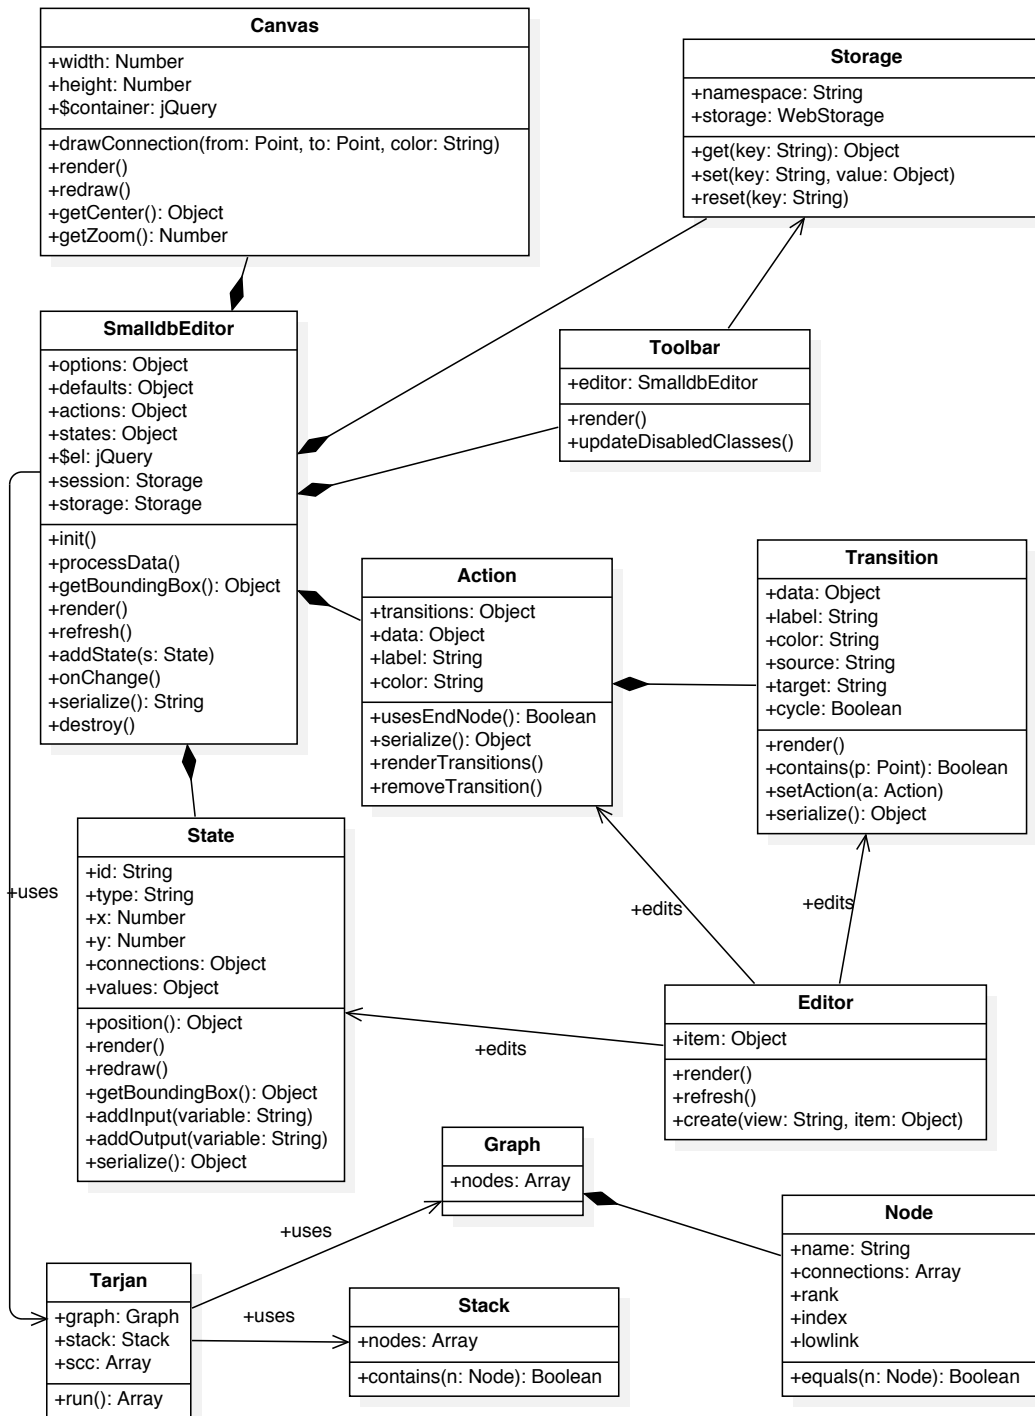 Canvas
+width: Number
+height: Number
+$container: jQuery
+drawConnection(from: Point, to: Point, color: String)
+render()
+redraw()
+getCenter(): Object
+getZoom(): Number
Storage
+namespace: String
+storage: WebStorage
+get(key: String): Object
+set(key: String, value: Object)
+reset(key: String)
SmalldbEditor
+options: Object
+defaults: Object
+actions: Object
+states: Object
+$el: jQuery
+session: Storage
+storage: Storage
+init()
+processData()
+getBoundingBox(): Object
+render()
+refresh()
+addState(s: State)
+onChange()
+serialize(): String
+destroy()
Toolbar
+editor: SmalldbEditor
+render()
+updateDisabledClasses()
Action
+transitions: Object
+data: Object
+label: String
+color: String
+usesEndNode(): Boolean
+serialize(): Object
+renderTransitions()
+removeTransition()
Transition
+data: Object
+label: String
+color: String
+source: String
+target: String
+cycle: Boolean
+render()
+contains(p: Point): Boolean
+setAction(a: Action)
+serialize(): Object
State
+id: String
+type: String
+x: Number
+y: Number
+connections: Object
+values: Object
+position(): Object
+render()
+redraw()
+getBoundingBox(): Object
+addInput(variable: String)
+addOutput(variable: String)
+serialize(): Object
+uses
+edits
+edits
+edits
Editor
+item: Object
+render()
+refresh()
+create(view: String, item: Object)
Graph
+nodes: Array
+uses
Node
+name: String
+connections: Array
+rank
+index
+lowlink
+equals(n: Node): Boolean
Tarjan
+graph: Graph
+stack: Stack
+scc: Array
+run(): Array
+uses
Stack
+nodes: Array
+contains(n: Node): Boolean